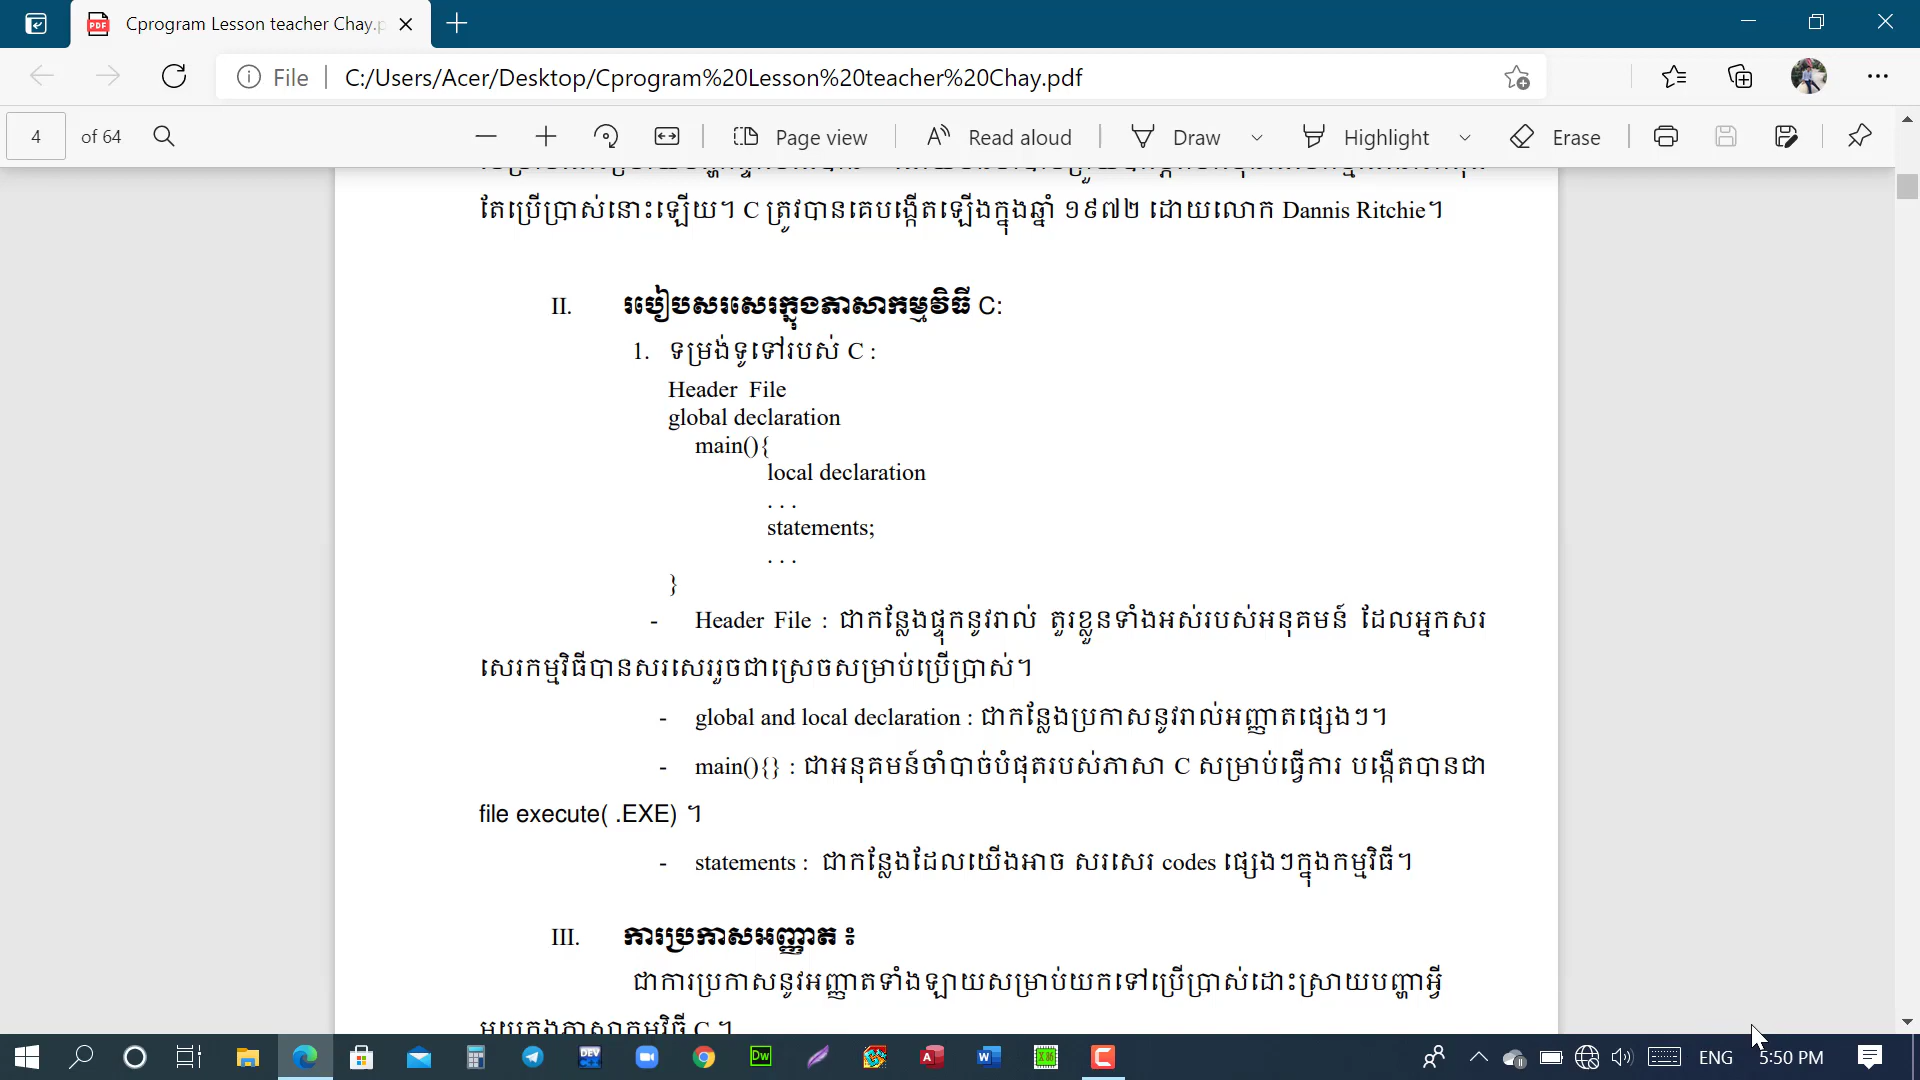 Cprogram Lesson teacher Chay.p
File
C:/Users/Acer/Desktop/Cprogram%20Lesson%20teacher%20Chay.pdf
4 of 64
Page view
Read aloud
Draw
Highlight
Erase
តែប្រើប្រាស់នោះឡើយ។ C ត្រូវបានគេបង្កើតឡើងក្នុងឆ្នាំ ១៩៧២ ដោយលោក Dannis Ritchie។
II. របៀបសរសេរក្នុងភាសាកម្មវិធី C:
1. ទម្រង់ទូទៅរបស់ C :
Header File
global declaration
main(){
local declaration
. . .
statements;
. . .
}
- Header File : ជាកន្លែងផ្ទុកនូវរាល់ តួរខ្លួនទាំងអស់របស់អនុគមន៍ ដែលអ្នកសរ
សេរកម្មវិធីបានសរសេររួចជាស្រេចសម្រាប់ប្រើប្រាស់។
- global and local declaration : ជាកន្លែងប្រកាសនូវរាល់អញ្ញាតផ្សេងៗ។
- main(){} : ជាអនុគមន៍ចាំបាច់បំផុតរបស់ភាសា C សម្រាប់ធ្វើការ បង្កើតបានជា
file execute( .EXE) ។
- statements : ជាកន្លែងដែលយើងអាច សរសេរ codes ផ្សេងៗក្នុងកម្មវិធី។
III. ការប្រកាសអញ្ញាត ៖
ជាការប្រកាសនូវអញ្ញាតទាំងឡាយសម្រាប់យកទៅប្រើប្រាស់ដោះស្រាយបញ្ហាអ្វី
មួយក្នុងភាសាកម្មវិធី C ។
ENG
5:50 PM